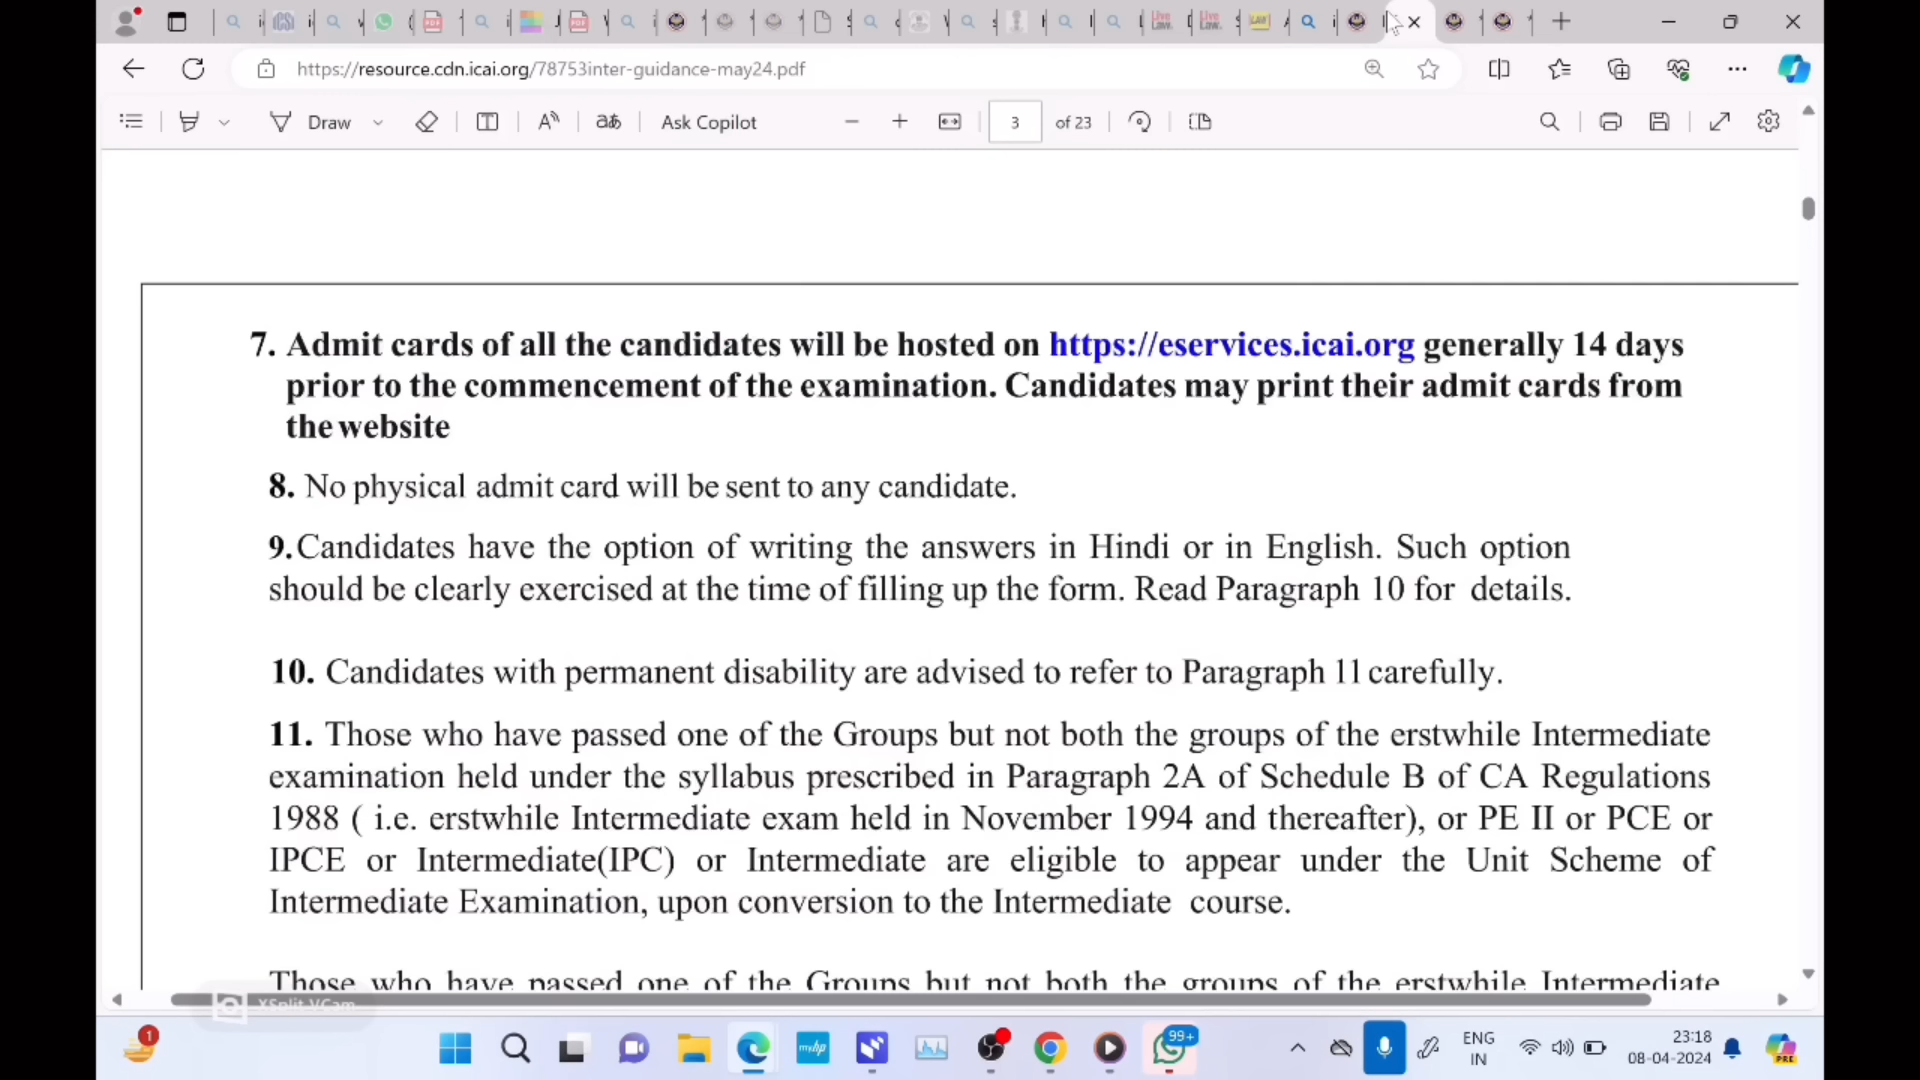 https://resource.cdn.icai.org/78753inter-guidance-may24.pdf
Draw
Ask Copilot
3 of 23
7. Admit cards of all the candidates will be hosted on https://eservices.icai.org generally 14 days
prior to the commencement of the examination. Candidates may print their admit cards from
the website
8. No physical admit card will be sent to any candidate.
9.Candidates have the option of writing the answers in Hindi or in English. Such option
should be clearly exercised at the time of filling up the form. Read Paragraph 10 for details.
10. Candidates with permanent disability are advised to refer to Paragraph 11 carefully.
11. Those who have passed one of the Groups but not both the groups of the erstwhile Intermediate
examination held under the syllabus prescribed in Paragraph 2A of Schedule B of CA Regulations
1988 ( i.e. erstwhile Intermediate exam held in November 1994 and thereafter), or PE II or PCE or
IPCE or Intermediate(IPC) or Intermediate are eligible to appear under the Unit Scheme of
Intermediate Examination, upon conversion to the Intermediate course.
Those who have passed one of the Groups but not both the groups of the erstwhile Intermediate
XSplit VCam
1
myhp
99+
ENG
IN
23:18
08-04-2024
PRE